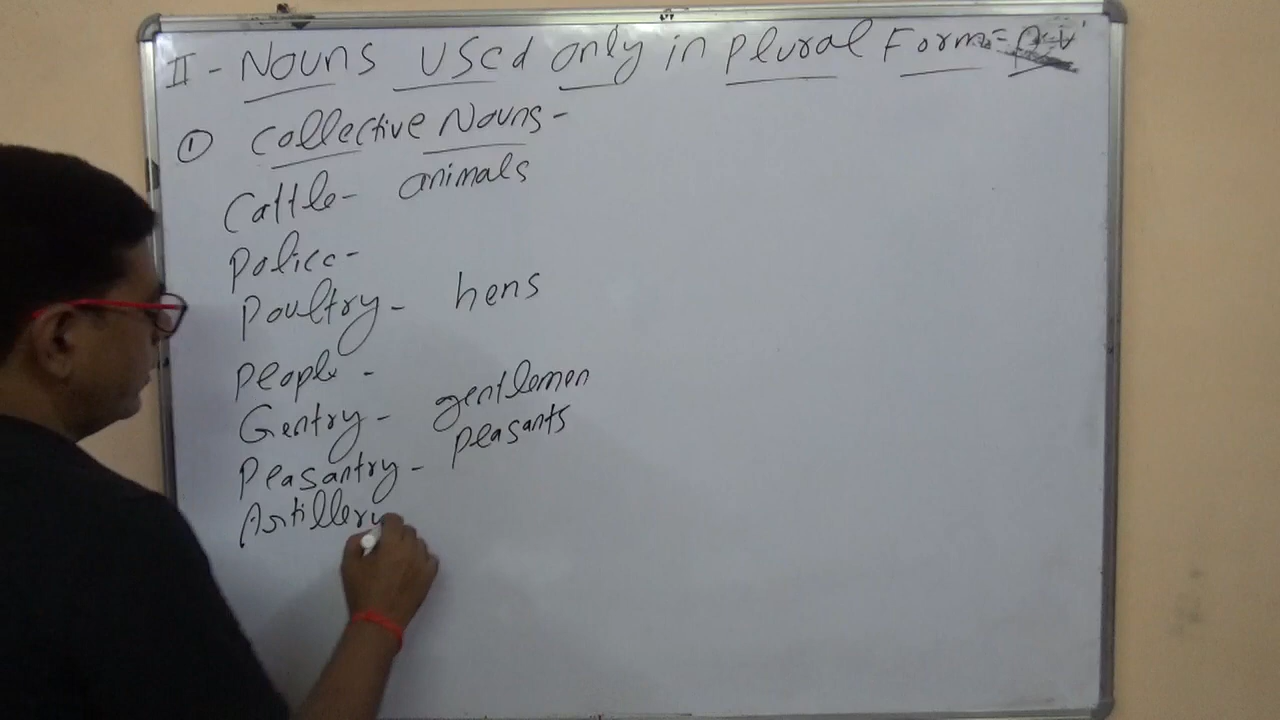 II - Nouns used only in plural Form =
① Collective Nouns -
Cattle - animals
Police -
Poultry - hens
People -
Gentry - gentlemen
Peasantry - peasants
Artillery